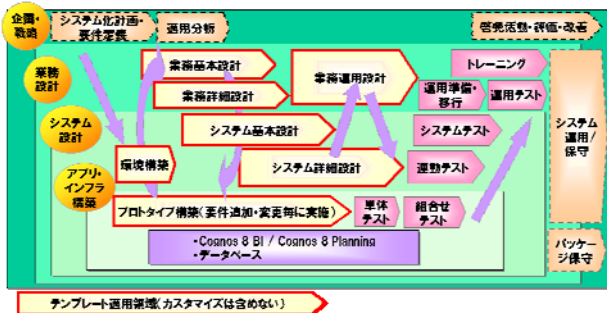 企画・
戦略
システム化計画・
要件定義
適用分析
啓発活動・評価・改善
業務
設計
業務基本設計
業務詳細設計
業務運用設計
トレーニング
運用準備・
移行
運用テスト
システム
設計
システム基本設計
システムテスト
システム
運用/
保守
環境構築
システム詳細設計
連動テスト
アプリ・
インフラ
構築
プロトタイプ構築(要件追加・変更毎に実施)
単体
テスト
組合せ
テスト
・Cognos 8 BI / Cognos 8 Planning
・データベース
パッケー
ジ保守
テンプレート適用領域(カスタマイズは含めない)